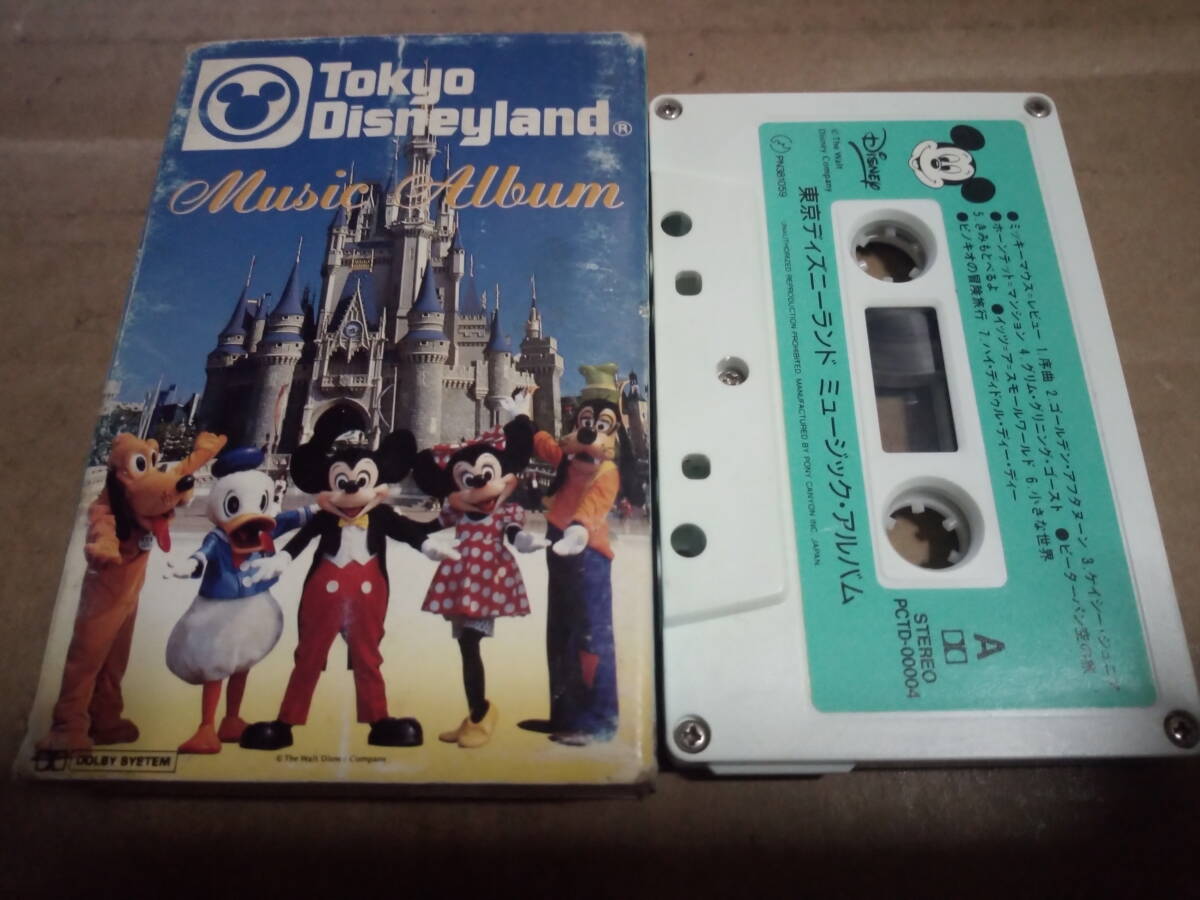 Tokyo
Disneyland®
Music Album
DOLBY SYETEM
© The Walt Disney Company
Disney
© The Walt
Disney Company
PN381059
●ミッキーマウス=レビュー 1.序曲 2.ゴールデン・アフタヌーン 3.ケイシー・ジュニア
●ホーンテッド=マンション 4.グリム・グリニング・ゴースト ●ピーターパン空の旅
5.きみもとべるよ ●イッツ=ア=スモールワールド 6.小さな世界
●ピノキオの冒険旅行 7.ハイ・ディドゥル・ディー・ディー
東京ディズニーランド ミュージック・アルバム
UNAUTHORIZED REPRODUCTION PROHIBITED. MANUFACTURED BY PONY CANYON INC. JAPAN.
A
STEREO
PCTD-00004